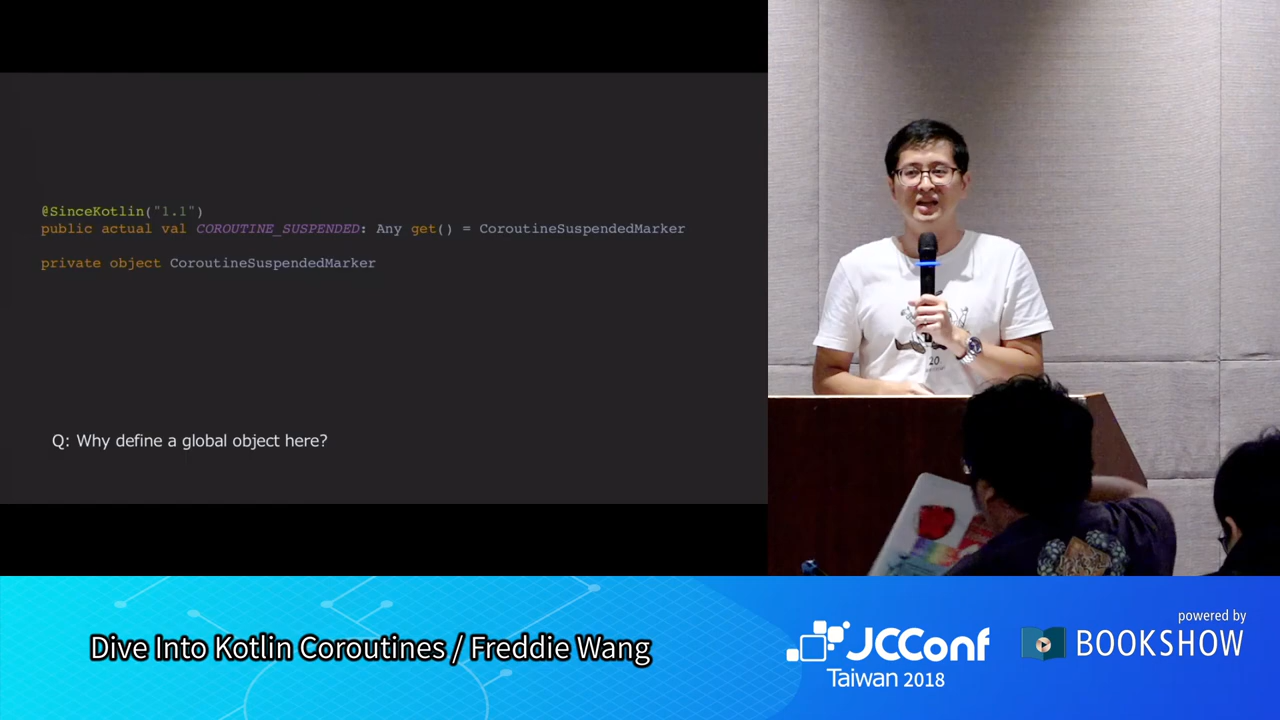 @SinceKotlin("1.1")
public actual val COROUTINE_SUSPENDED: Any get() = CoroutineSuspendedMarker
private object CoroutineSuspendedMarker
Q: Why define a global object here?
20
Dive Into Kotlin Coroutines / Freddie Wang
JCConf
Taiwan 2018
powered by
BOOKSHOW